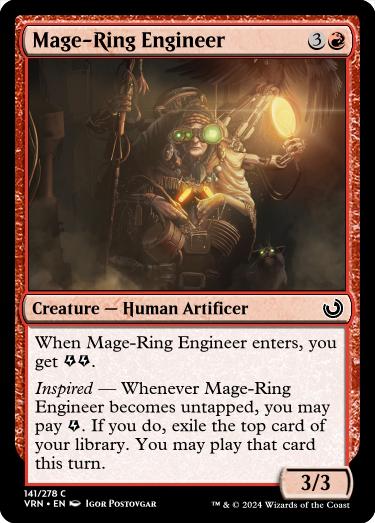 Mage-Ring Engineer 3
Creature — Human Artificer
When Mage-Ring Engineer enters, you
get .
Inspired — Whenever Mage-Ring
Engineer becomes untapped, you may
pay . If you do, exile the top card of
your library. You may play that card
this turn.
3/3
141/278 C
VRN • EN Igor Postovgar
™ & © 2024 Wizards of the Coast